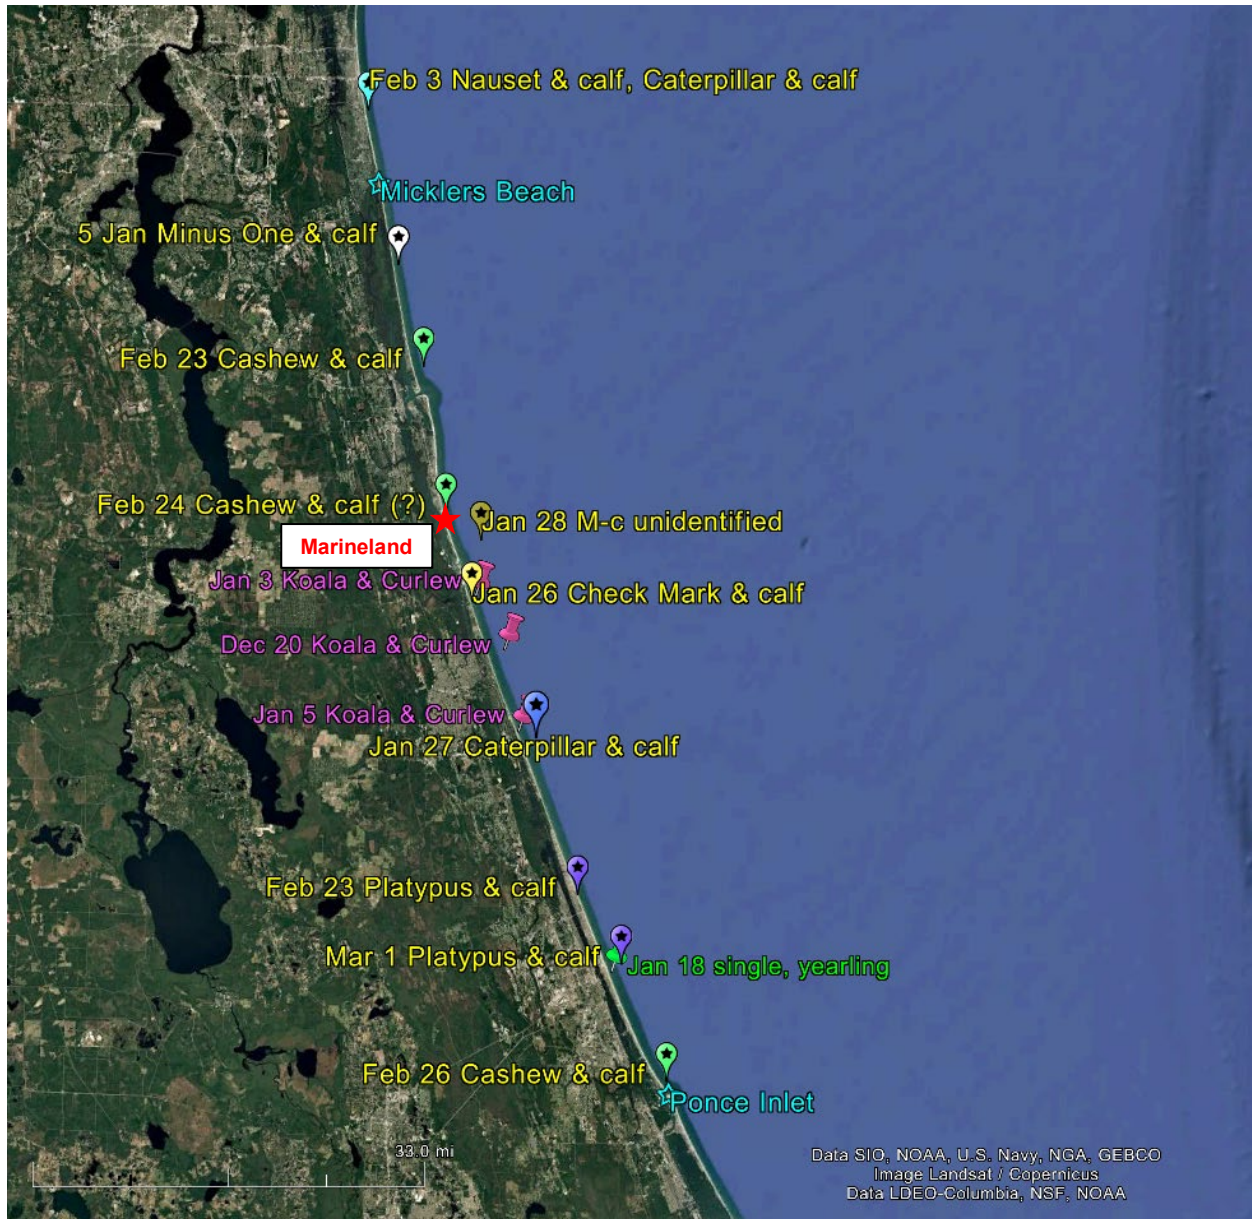 Feb 3 Nauset & calf, Caterpillar & calf
Micklers Beach
5 Jan Minus One & calf
Feb 23 Cashew & calf
Feb 24 Cashew & calf (?)
Jan 28 M-c unidentified
Marineland
Jan 3 Koala & Curlew
Jan 26 Check Mark & calf
Dec 20 Koala & Curlew
Jan 5 Koala & Curlew
Jan 27 Caterpillar & calf
Feb 23 Platypus & calf
Mar 1 Platypus & calf
Jan 18 single, yearling
Feb 26 Cashew & calf
Ponce Inlet
33.0 mi
Data SIO, NOAA, U.S. Navy, NGA, GEBCO
Image Landsat / Copernicus
Data LDEO-Columbia, NSF, NOAA